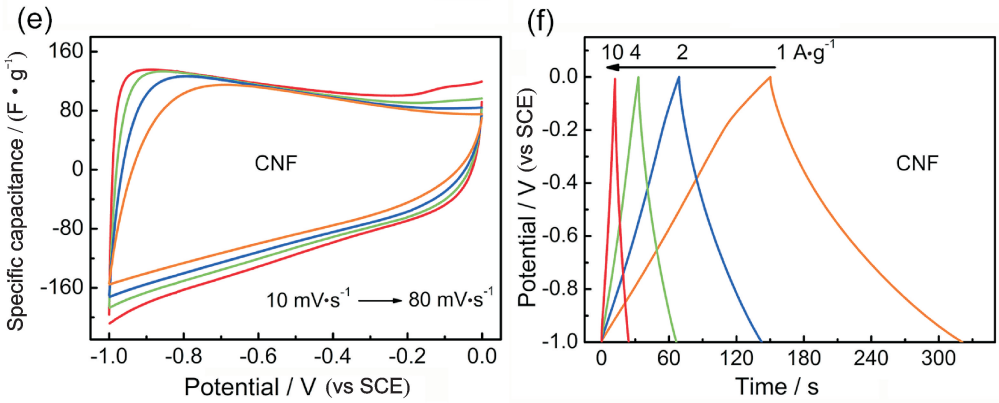 (e)
Specific capacitance / (F • g⁻¹)
160
80
0
-80
-160
CNF
10 mV•s⁻¹ → 80 mV•s⁻¹
-1.0 -0.8 -0.6 -0.4 -0.2 0.0
Potential / V (vs SCE)
(f)
Potential / V (vs SCE)
10 4 2 1 A•g⁻¹
0.0
-0.2
-0.4
-0.6
-0.8
-1.0
CNF
0 60 120 180 240 300
Time / s